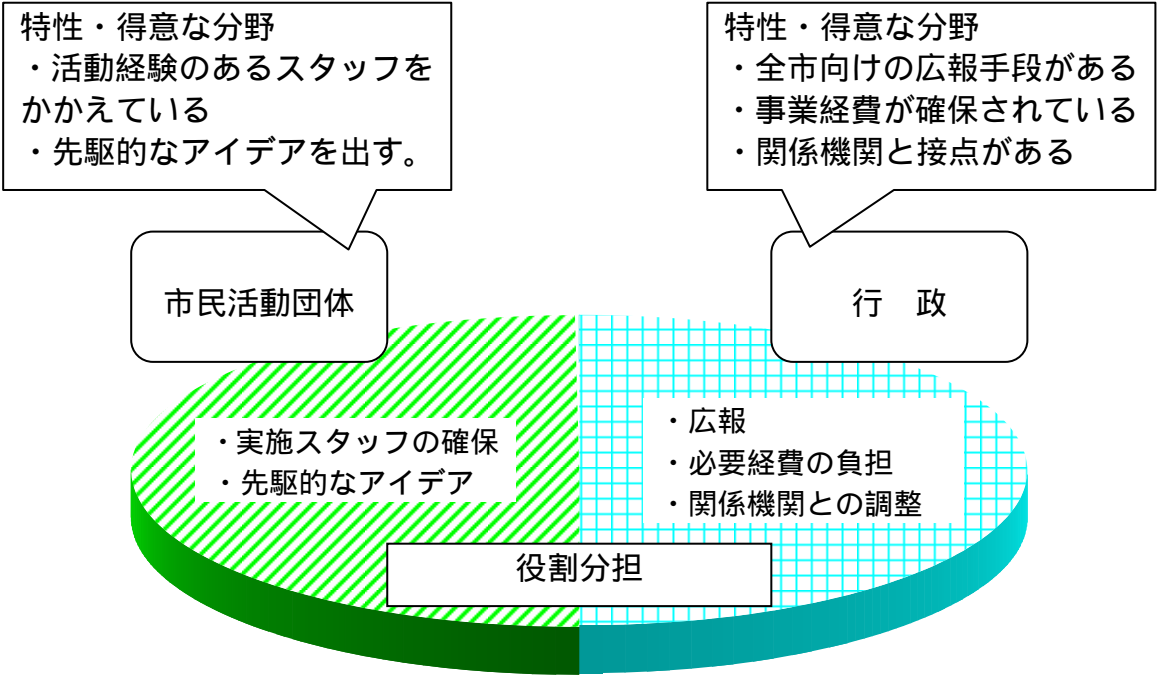 特性・得意な分野
・活動経験のあるスタッフを
かかえている
・先駆的なアイデアを出す。
特性・得意な分野
・全市向けの広報手段がある
・事業経費が確保されている
・関係機関と接点がある
市民活動団体
行　政
・実施スタッフの確保
・先駆的なアイデア
・広報
・必要経費の負担
・関係機関との調整
役割分担